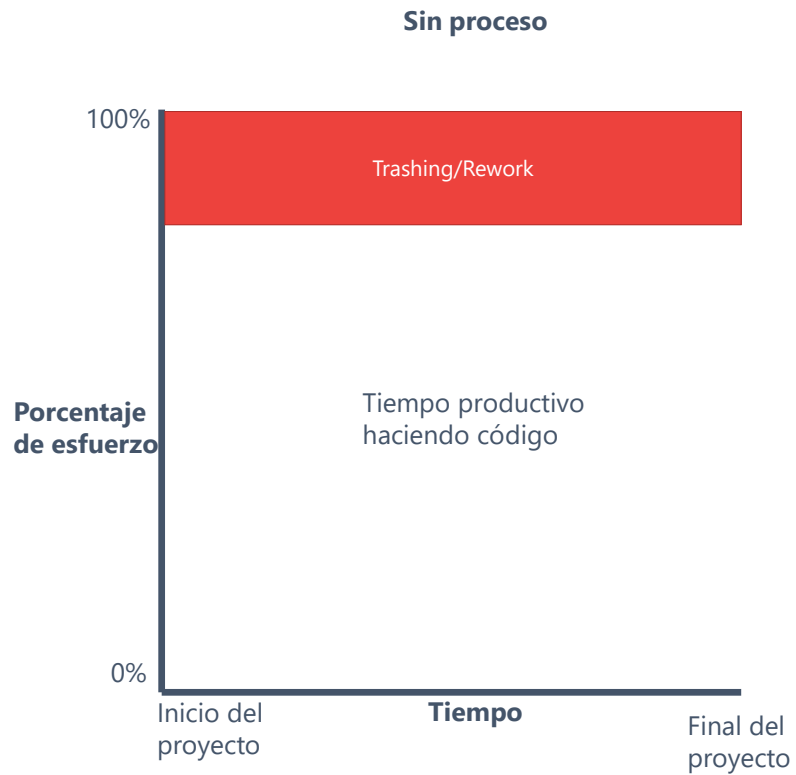 Sin proceso
100%
Trashing/Rework
Tiempo productivo
haciendo código
Porcentaje
de esfuerzo
0%
Inicio del
proyecto
Tiempo
Final del
proyecto